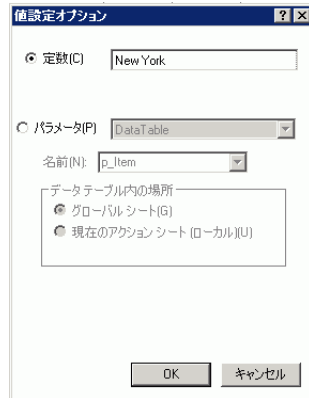 値設定オプション
定数(C) New York
パラメータ(P) DataTable
名前(N): p_Item
データテーブル内の場所
グローバル シート(G)
現在のアクション シート (ローカル)(U)
OK キャンセル